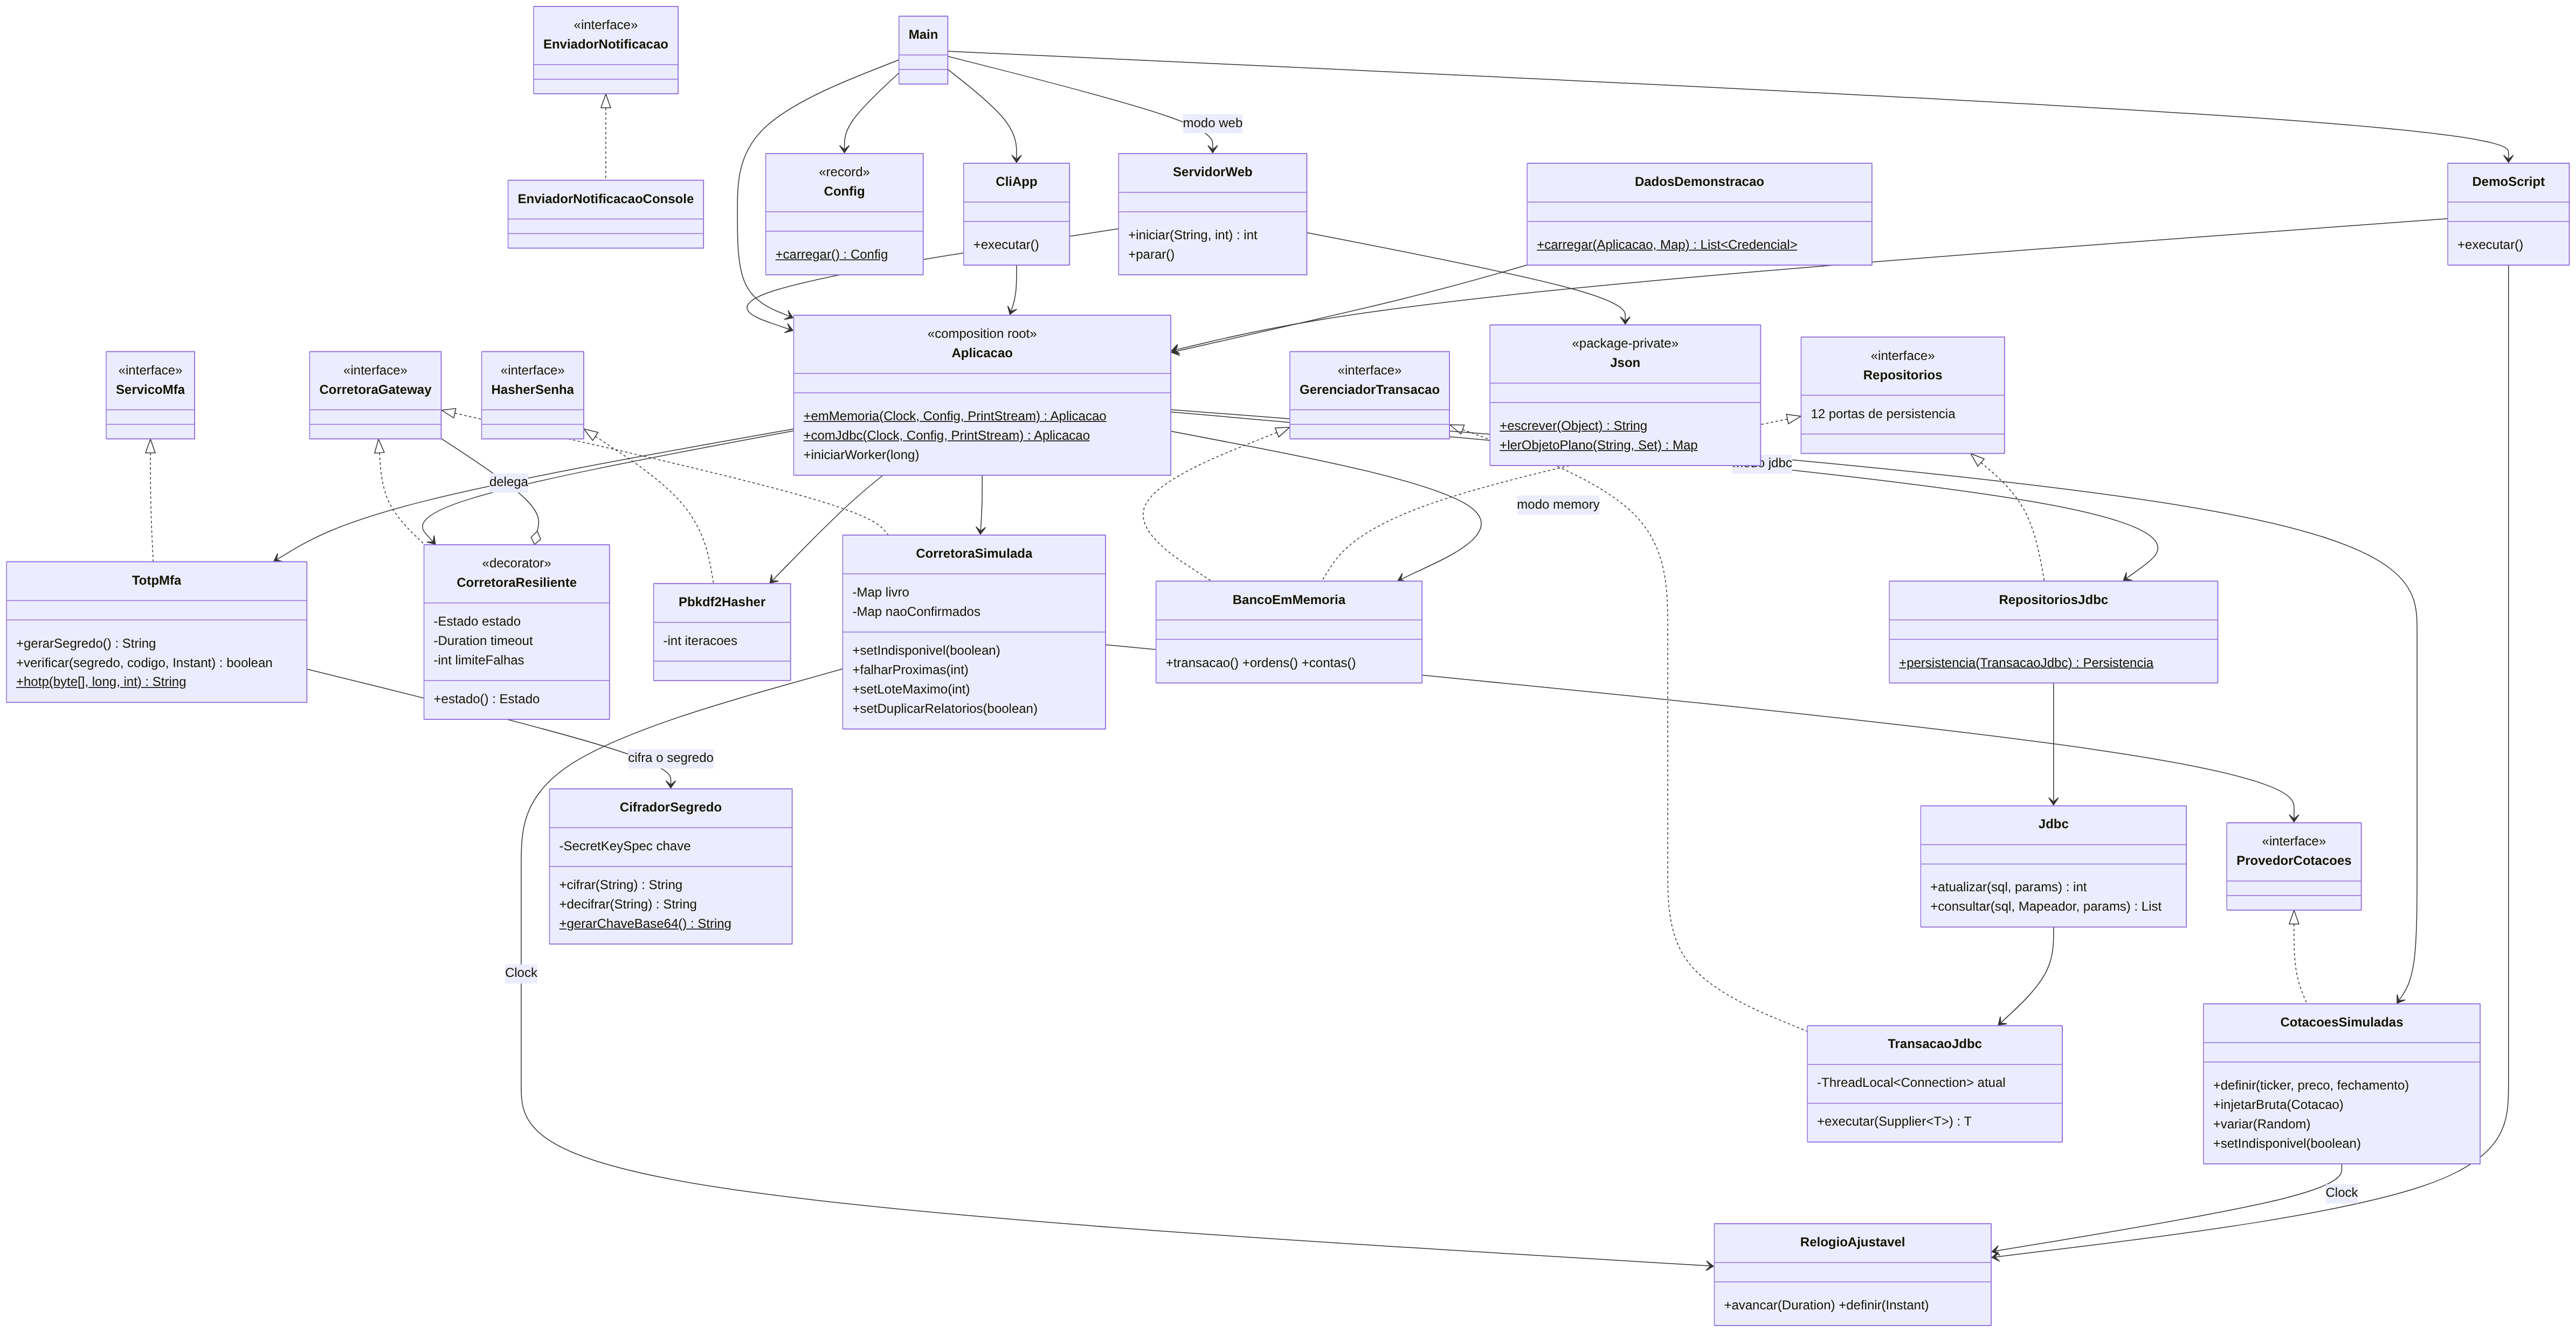 «interface»
EnviadorNotificacao
Main
modo web
EnviadorNotificacaoConsole
«record»
Config
+carregar() : Config
CliApp
+executar()
ServidorWeb
+iniciar(String, int) : int
+parar()
DadosDemonstracao
+carregar(Aplicacao, Map) : List<Credencial>
DemoScript
+executar()
«interface»
ServicoMfa
«interface»
CorretoraGateway
«interface»
HasherSenha
«composition root»
Aplicacao
+emMemoria(Clock, Config, PrintStream) : Aplicacao
+comJdbc(Clock, Config, PrintStream) : Aplicacao
+iniciarWorker(long)
«interface»
GerenciadorTransacao
«package-private»
Json
+escrever(Object) : String
+lerObjetoPlano(String, Set) : Map
«interface»
Repositorios
12 portas de persistencia
delega
modo jdbc
modo memory
TotpMfa
+gerarSegredo() : String
+verificar(segredo, codigo, Instant) : boolean
+hotp(byte[], long, int) : String
«decorator»
CorretoraResiliente
-Estado estado
-Duration timeout
-int limiteFalhas
+estado() : Estado
Pbkdf2Hasher
-int iteracoes
CorretoraSimulada
-Map livro
-Map naoConfirmados
+setIndisponivel(boolean)
+falharProximas(int)
+setLoteMaximo(int)
+setDuplicarRelatorios(boolean)
BancoEmMemoria
+transacao() +ordens() +contas()
RepositoriosJdbc
+persistencia(TransacaoJdbc) : Persistencia
cifra o segredo
CifradorSegredo
-SecretKeySpec chave
+cifrar(String) : String
+decifrar(String) : String
+gerarChaveBase64() : String
Jdbc
+atualizar(sql, params) : int
+consultar(sql, Mapeador, params) : List
«interface»
ProvedorCotacoes
Clock
TransacaoJdbc
-ThreadLocal<Connection> atual
+executar(Supplier<T>) : T
CotacoesSimuladas
+definir(ticker, preco, fechamento)
+injetarBruta(Cotacao)
+variar(Random)
+setIndisponivel(boolean)
Clock
RelogioAjustavel
+avancar(Duration) +definir(Instant)